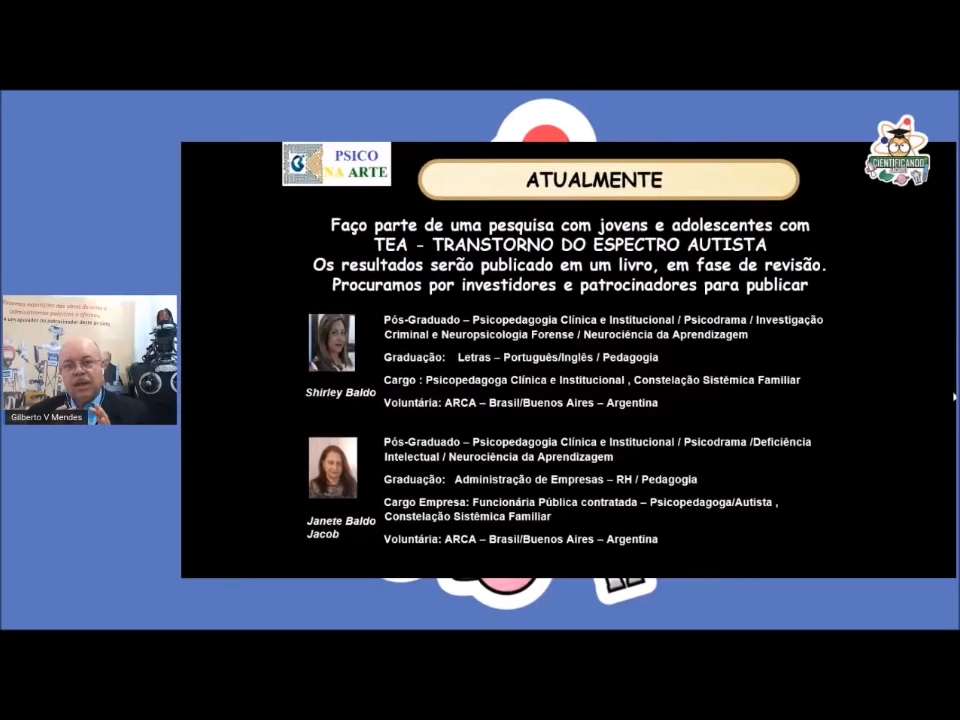 PSICO
NA ARTE
ATUALMENTE
CIENTIFICANDO
Faço parte de uma pesquisa com jovens e adolescentes com
TEA - TRANSTORNO DO ESPECTRO AUTISTA
Os resultados serão publicado em um livro, em fase de revisão.
Procuramos por investidores e patrocinadores para publicar
Pós-Graduado – Psicopedagogia Clínica e Institucional / Psicodrama / Investigação
Criminal e Neuropsicologia Forense / Neurociência da Aprendizagem
Graduação: Letras – Português/Inglês / Pedagogia
Cargo : Psicopedagoga Clínica e Institucional , Constelação Sistêmica Familiar
Shirley Baldo
Voluntária: ARCA – Brasil/Buenos Aires – Argentina
Pós-Graduado – Psicopedagogia Clínica e Institucional / Psicodrama /Deficiência
Intelectual / Neurociência da Aprendizagem
Graduação: Administração de Empresas – RH / Pedagogia
Cargo Empresa: Funcionária Pública contratada – Psicopedagoga/Autista ,
Constelação Sistêmica Familiar
Janete Baldo
Jacob
Voluntária: ARCA – Brasil/Buenos Aires – Argentina
exposições
administramos palestras e oficinas,
Gilberto V Mendes